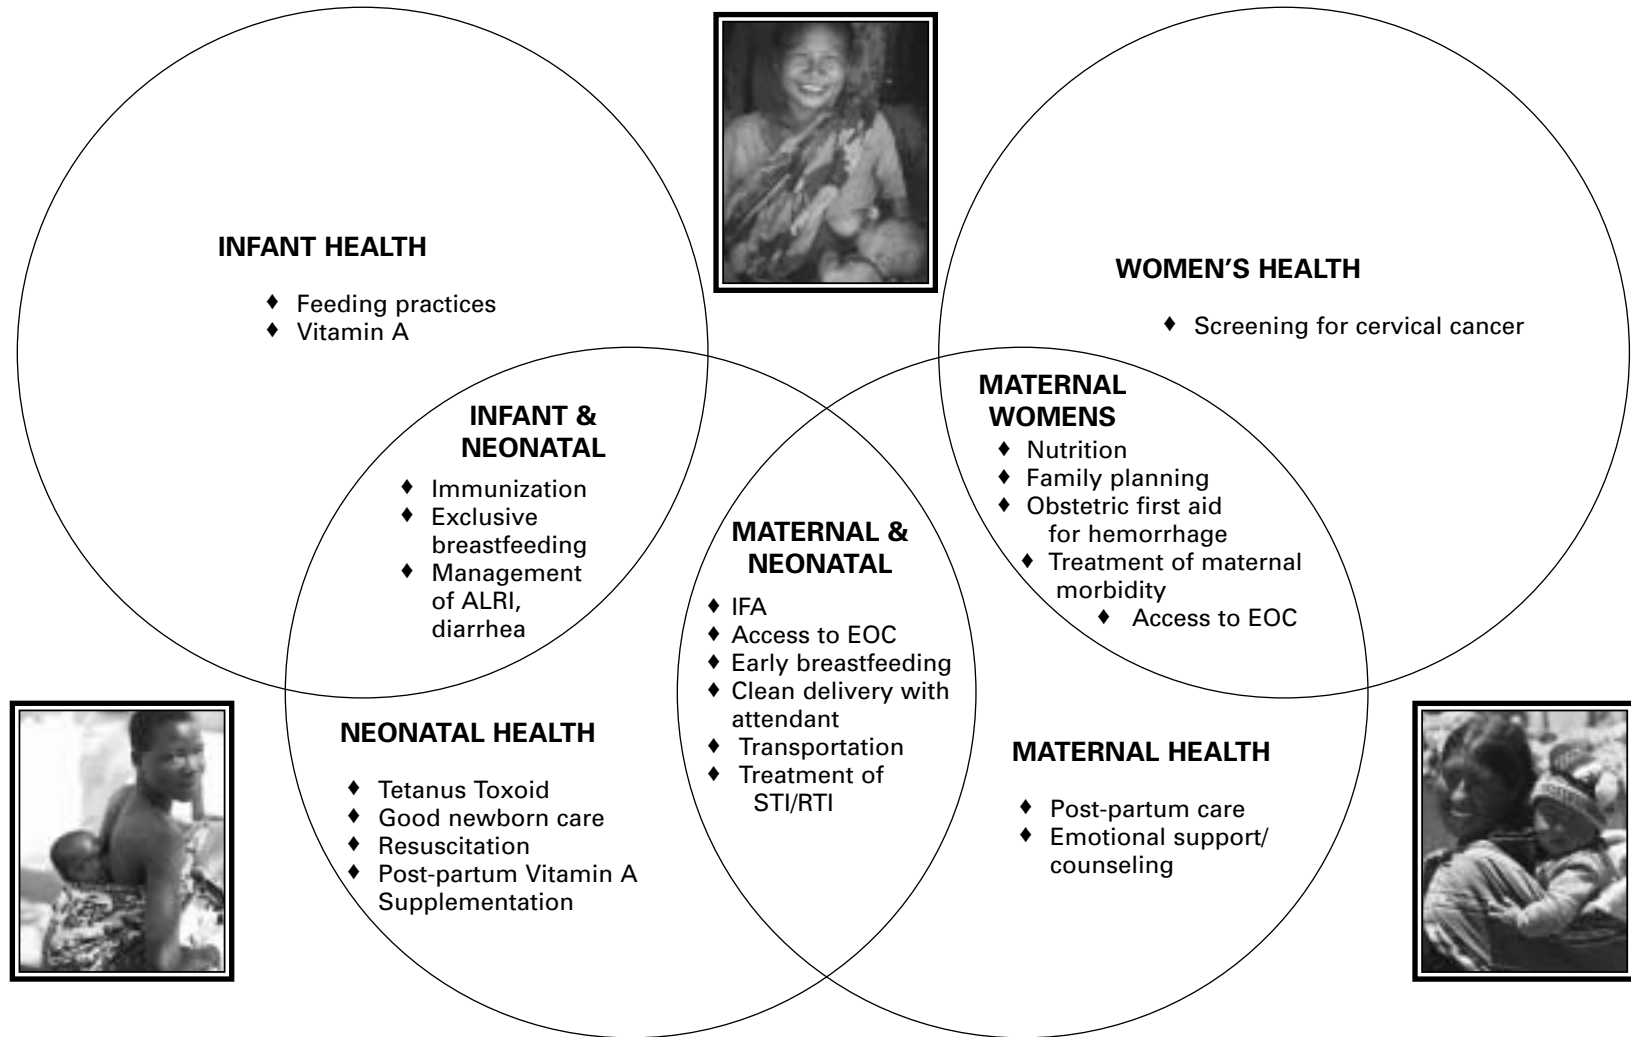 INFANT HEALTH
♦ Feeding practices
♦ Vitamin A
WOMEN'S HEALTH
♦ Screening for cervical cancer
INFANT &
NEONATAL
♦ Immunization
♦ Exclusive
breastfeeding
♦ Management
of ALRI,
diarrhea
MATERNAL
WOMENS
♦ Nutrition
♦ Family planning
♦ Obstetric first aid
for hemorrhage
♦ Treatment of maternal
morbidity
♦ Access to EOC
MATERNAL &
NEONATAL
♦ IFA
♦ Access to EOC
♦ Early breastfeeding
♦ Clean delivery with
attendant
♦ Transportation
♦ Treatment of
STI/RTI
NEONATAL HEALTH
♦ Tetanus Toxoid
♦ Good newborn care
♦ Resuscitation
♦ Post-partum Vitamin A
Supplementation
MATERNAL HEALTH
♦ Post-partum care
♦ Emotional support/
counseling